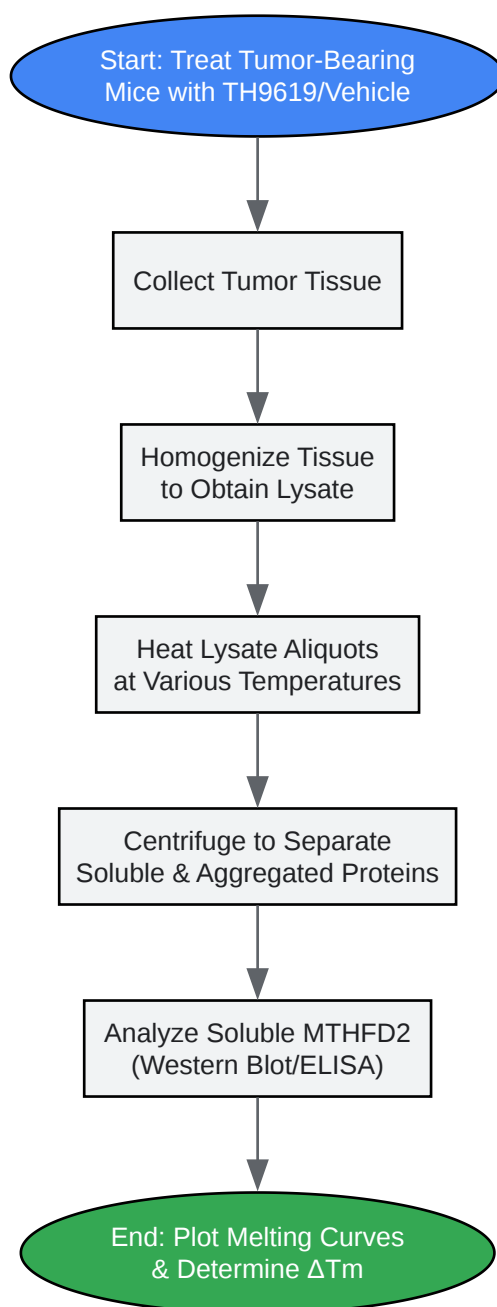 Start: Treat Tumor-Bearing
Mice with TH9619/Vehicle
Collect Tumor Tissue
Homogenize Tissue
to Obtain Lysate
Heat Lysate Aliquots
at Various Temperatures
Centrifuge to Separate
Soluble & Aggregated Proteins
Analyze Soluble MTHFD2
(Western Blot/ELISA)
End: Plot Melting Curves
& Determine ΔTm